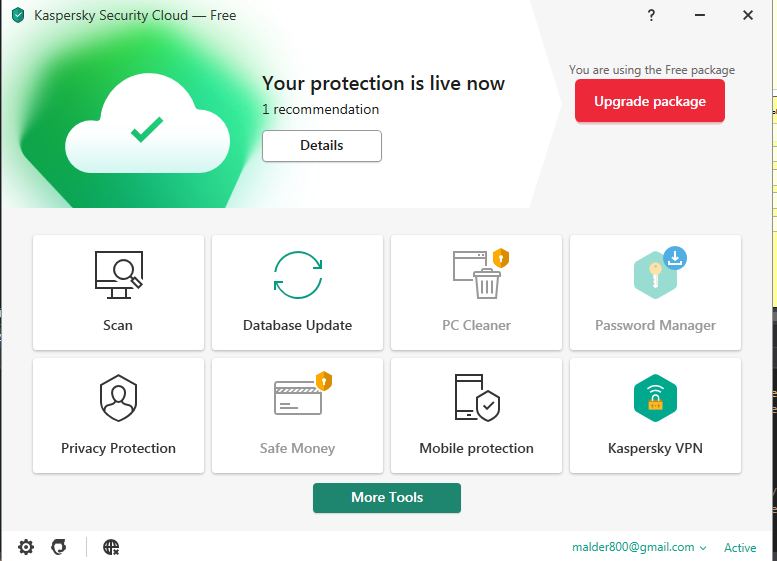 Kaspersky Security Cloud — Free
?
You are using the Free package
Upgrade package
Your protection is live now
1 recommendation
Details
Scan
Database Update
PC Cleaner
Password Manager
Privacy Protection
Safe Money
Mobile protection
Kaspersky VPN
More Tools
malder800@gmail.com
Active